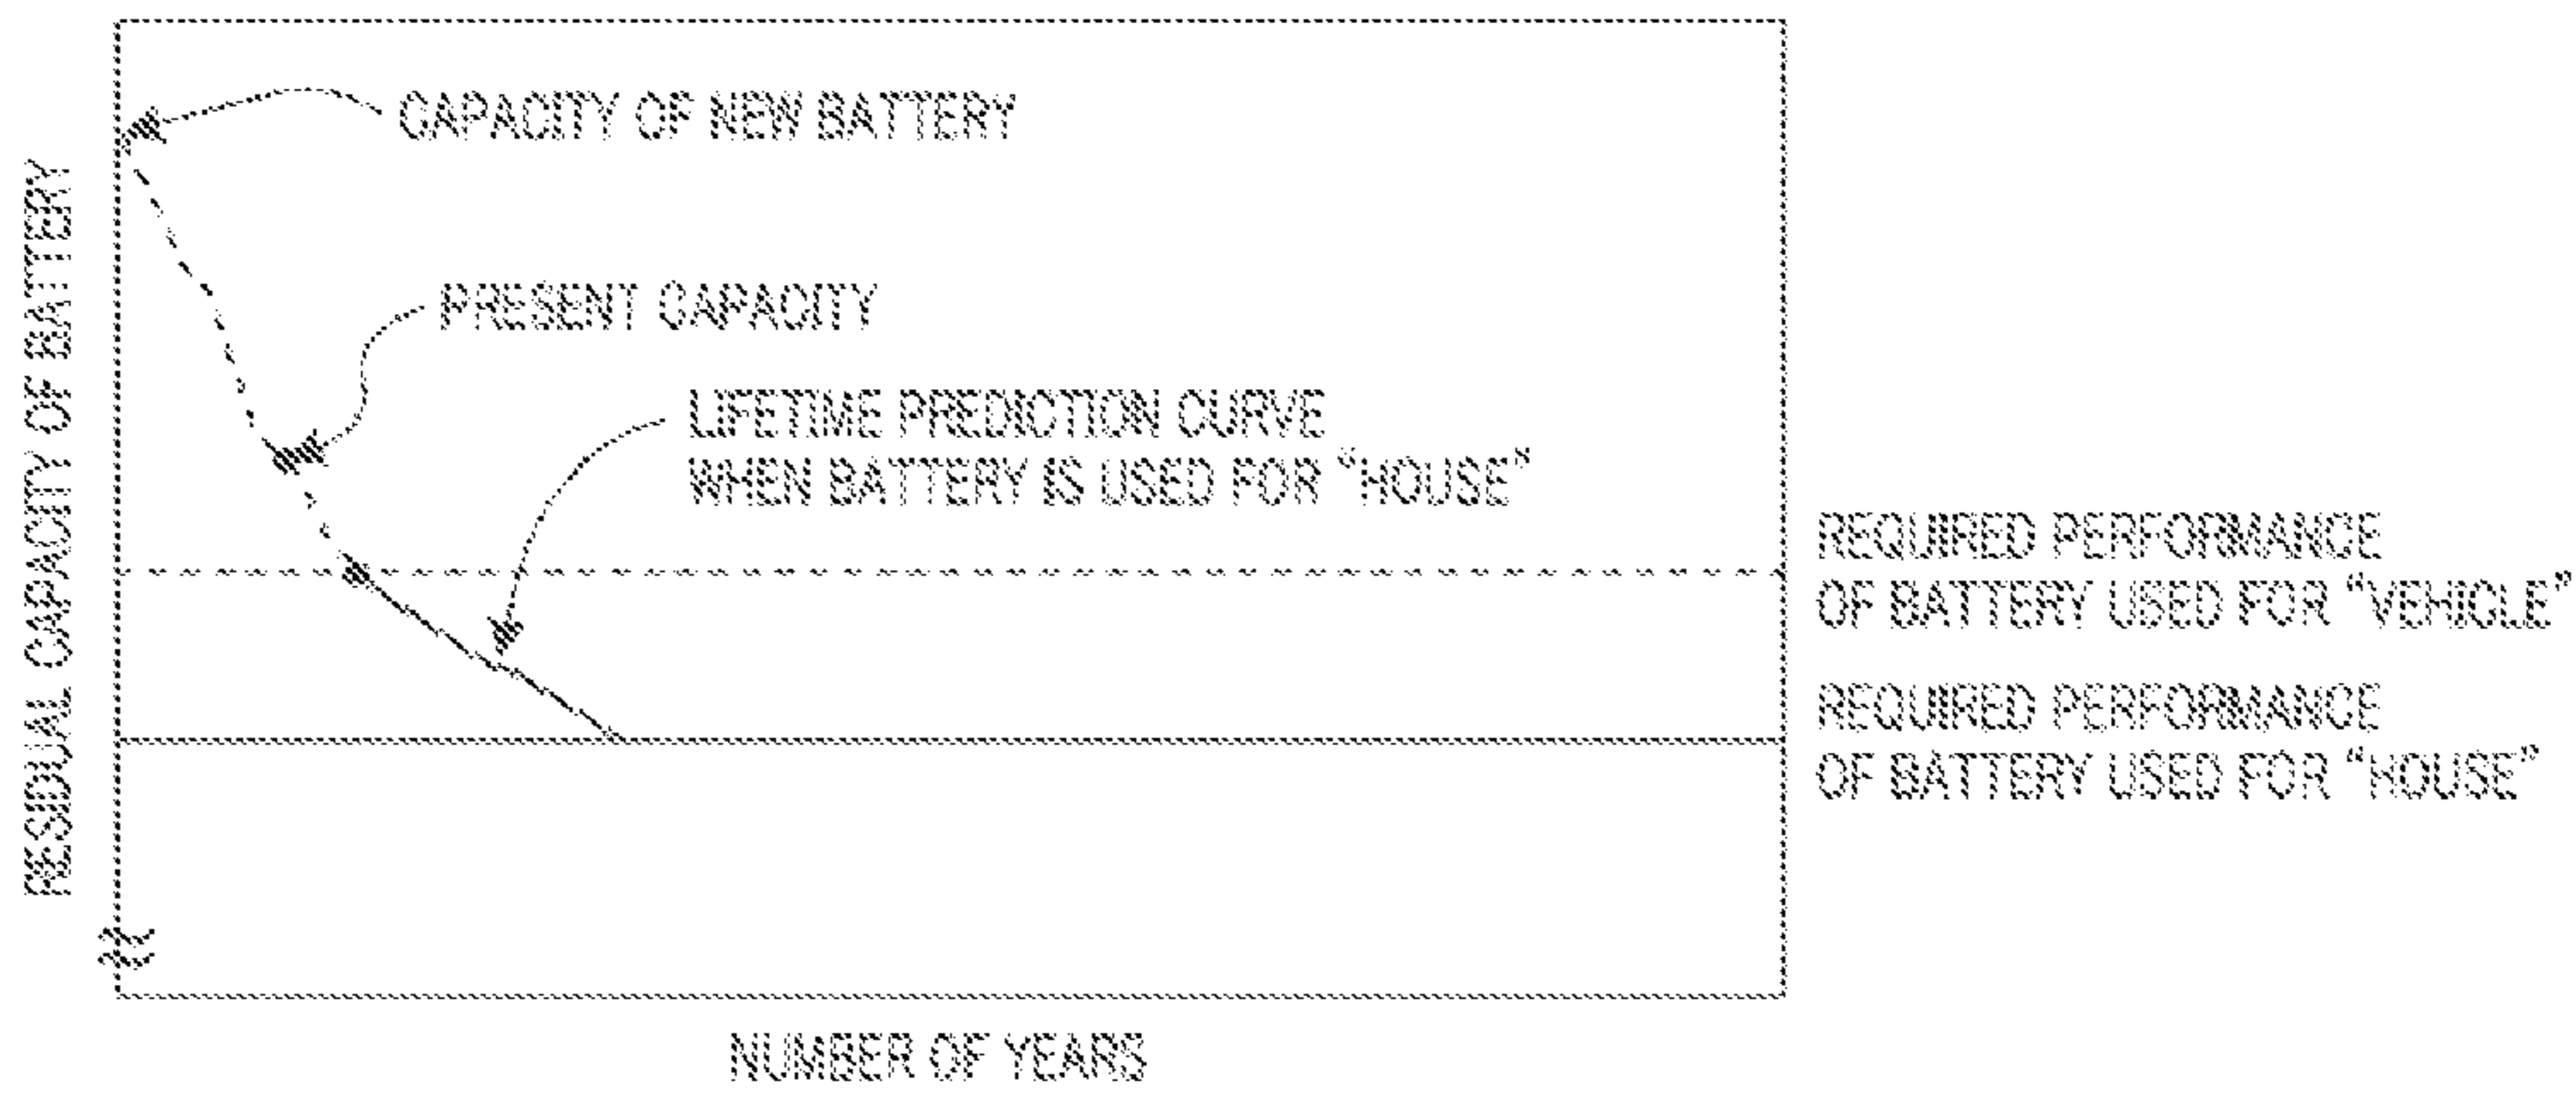 CAPACITY OF NEW BATTERY
PRESENT CAPACITY
LIFETIME PREDICTION CURVE
WHEN BATTERY IS USED FOR “HOUSE”
REQUIRED PERFORMANCE
OF BATTERY USED FOR “VEHICLE”
REQUIRED PERFORMANCE
OF BATTERY USED FOR “HOUSE”
RESIDUAL CAPACITY OF BATTERY
NUMBER OF YEARS